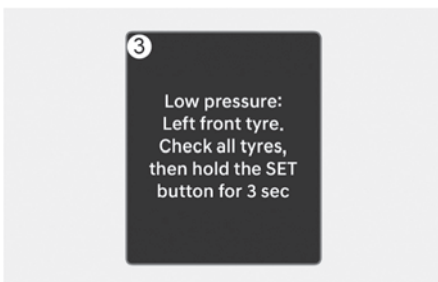 3
Low pressure:
Left front tyre.
Check all tyres,
then hold the SET
button for 3 sec